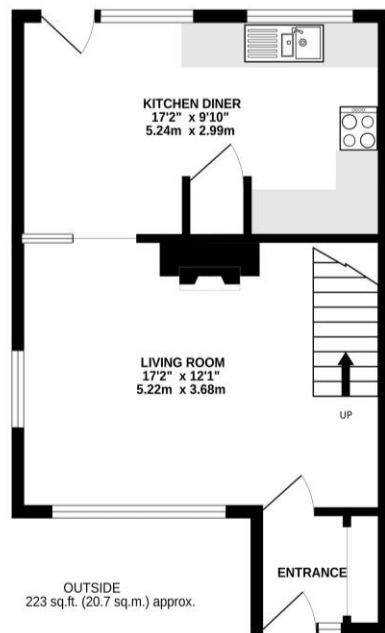 KITCHEN DINER
17'2" x 9'10"
5.24m x 2.99m
LIVING ROOM
17'2" x 12'1"
5.22m x 3.68m
UP
ENTRANCE
OUTSIDE
223 sq.ft. (20.7 sq.m.) approx.